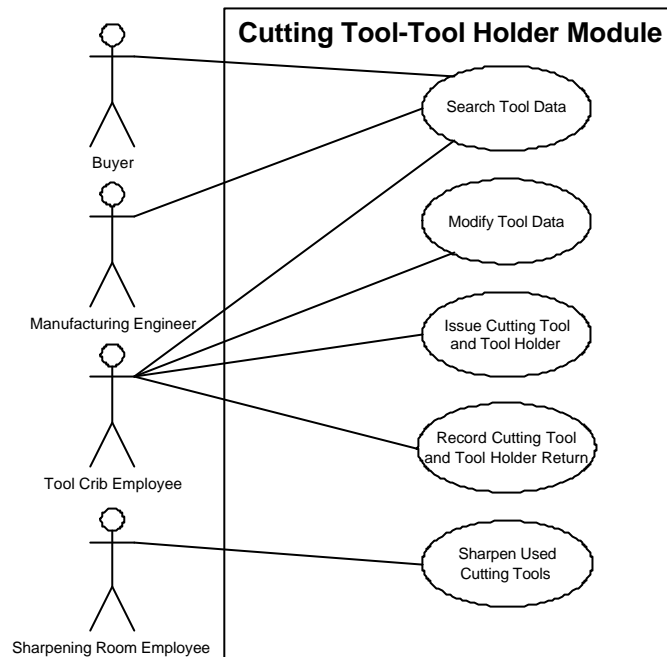 Cutting Tool-Tool Holder Module
Search Tool Data
Buyer
Modify Tool Data
Manufacturing Engineer
Issue Cutting Tool
and Tool Holder
Record Cutting Tool
and Tool Holder Return
Tool Crib Employee
Sharpen Used
Cutting Tools
Sharpening Room Employee